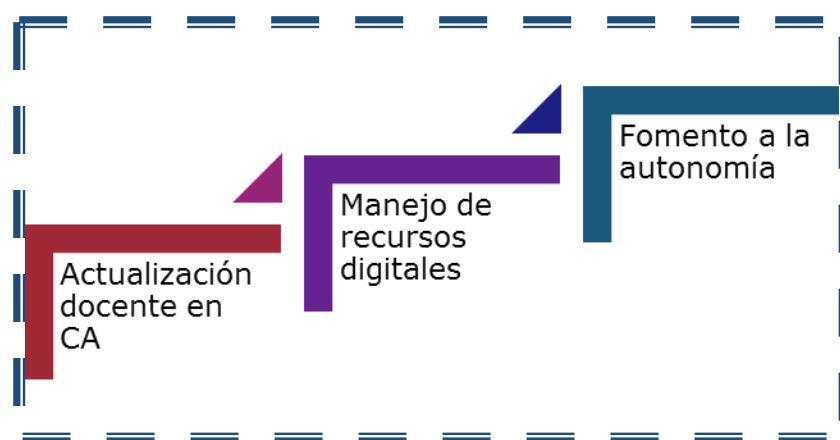 Actualización
docente en
CA
Manejo de
recursos
digitales
Fomento a la
autonomía